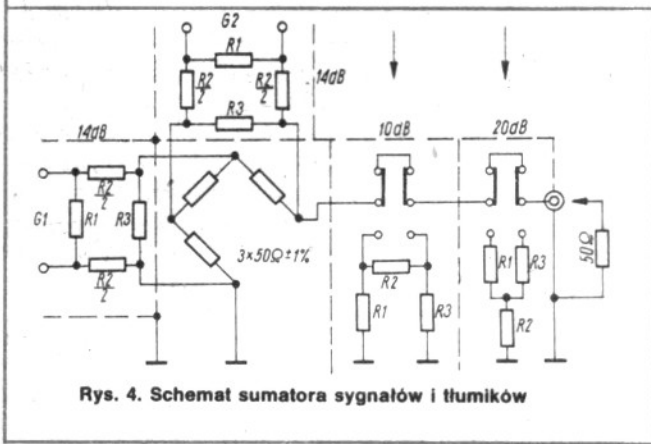 G2
R1
R2/2
R2/2
R3
14dB
14dB
10dB
20dB
R2/2
G1
R1
R3
R2/2
3×50Ω±1%
R2
R1
R3
R1
R3
R2
50Ω
Rys. 4. Schemat sumatora sygnałów i tłumików